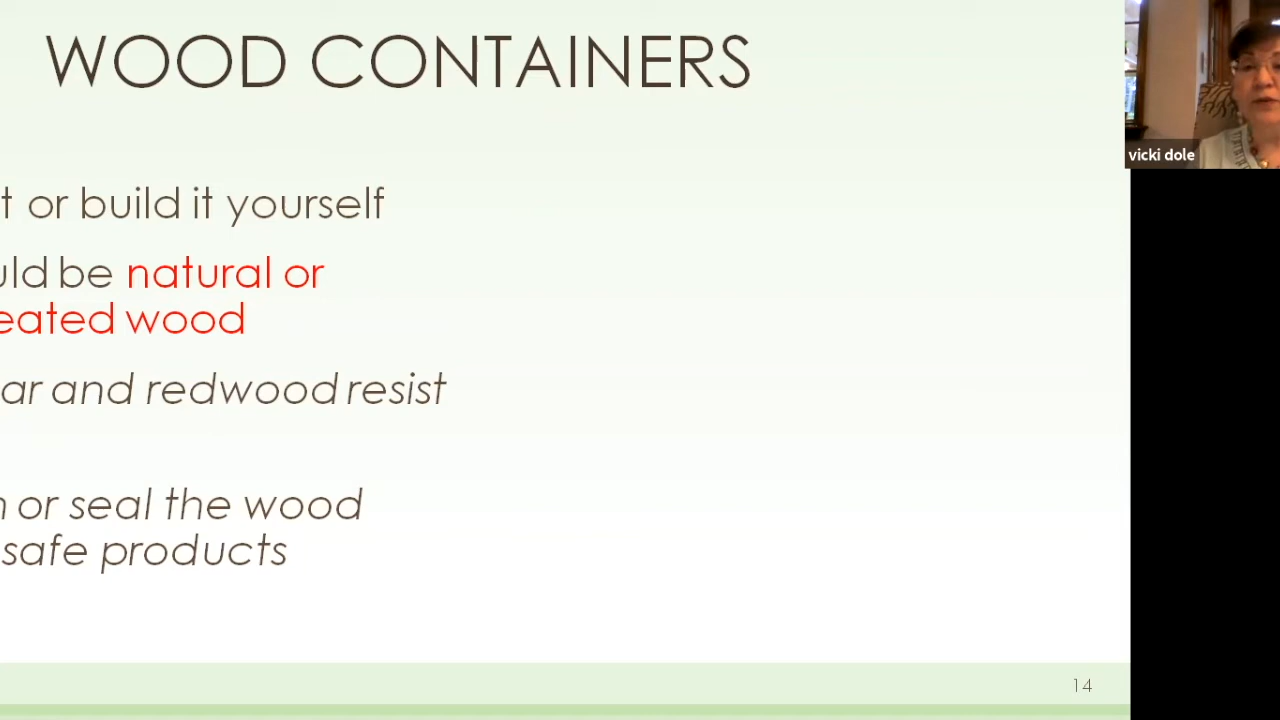 WOOD CONTAINERS
vicki dole
t or build it yourself
uld be natural or
eated wood
ar and redwood resist
n or seal the wood
safe products
14